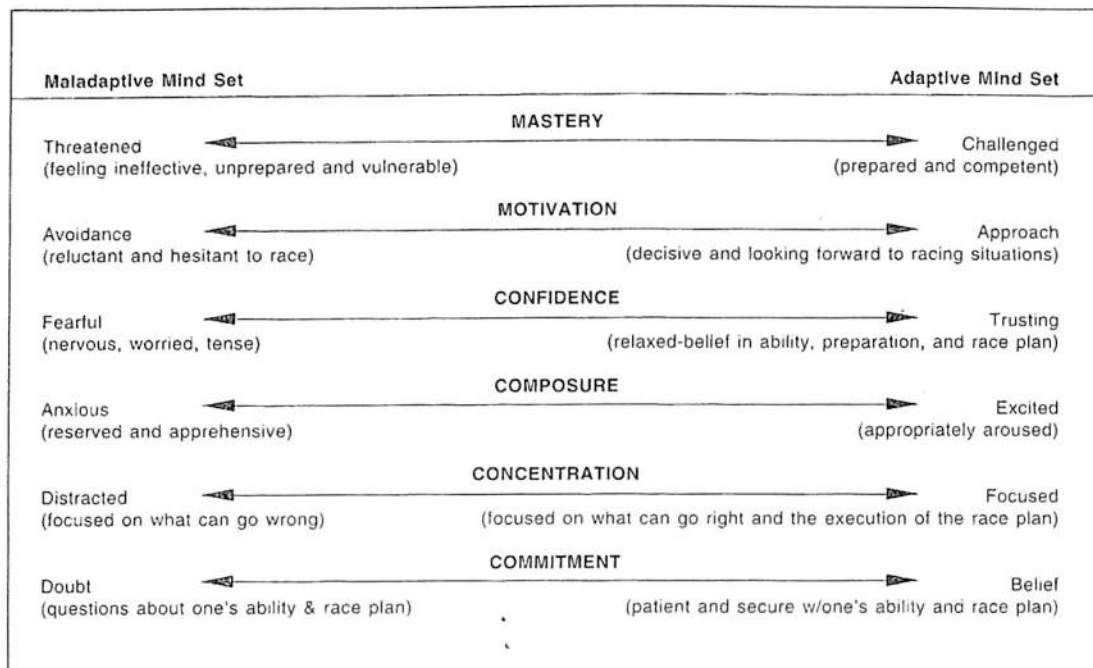 Maladaptive Mind Set Adaptive Mind Set
MASTERY
Threatened Challenged
(feeling ineffective, unprepared and vulnerable) (prepared and competent)
MOTIVATION
Avoidance Approach
(reluctant and hesitant to race) (decisive and looking forward to racing situations)
CONFIDENCE
Fearful Trusting
(nervous, worried, tense) (relaxed-belief in ability, preparation, and race plan)
COMPOSURE
Anxious Excited
(reserved and apprehensive) (appropriately aroused)
CONCENTRATION
Distracted Focused
(focused on what can go wrong) (focused on what can go right and the execution of the race plan)
COMMITMENT
Doubt Belief
(questions about one's ability & race plan) (patient and secure w/one's ability and race plan)